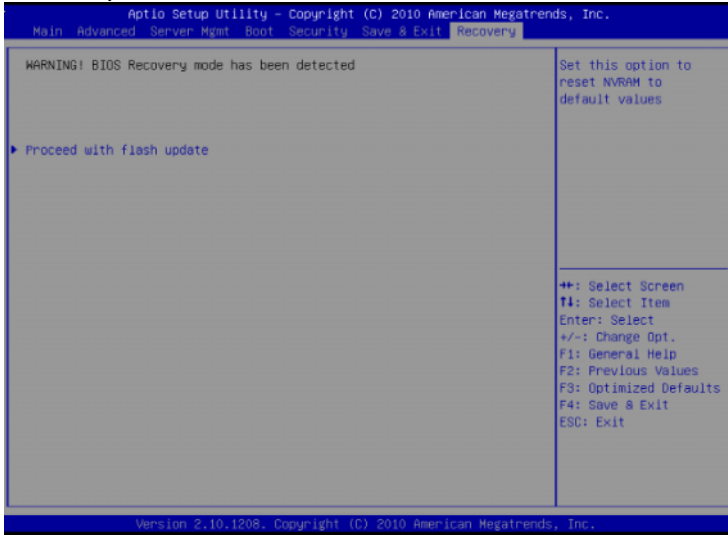 Aptio Setup Utility – Copyright (C) 2010 American Megatrends, Inc.
Main Advanced Server Mgmt Boot Security Save & Exit Recovery
WARNING! BIOS Recovery mode has been detected
Proceed with flash update
Set this option to
reset NVRAM to
default values
→←: Select Screen
↑↓: Select Item
Enter: Select
+/-: Change Opt.
F1: General Help
F2: Previous Values
F3: Optimized Defaults
F4: Save & Exit
ESC: Exit
Version 2.10.1208. Copyright (C) 2010 American Megatrends, Inc.